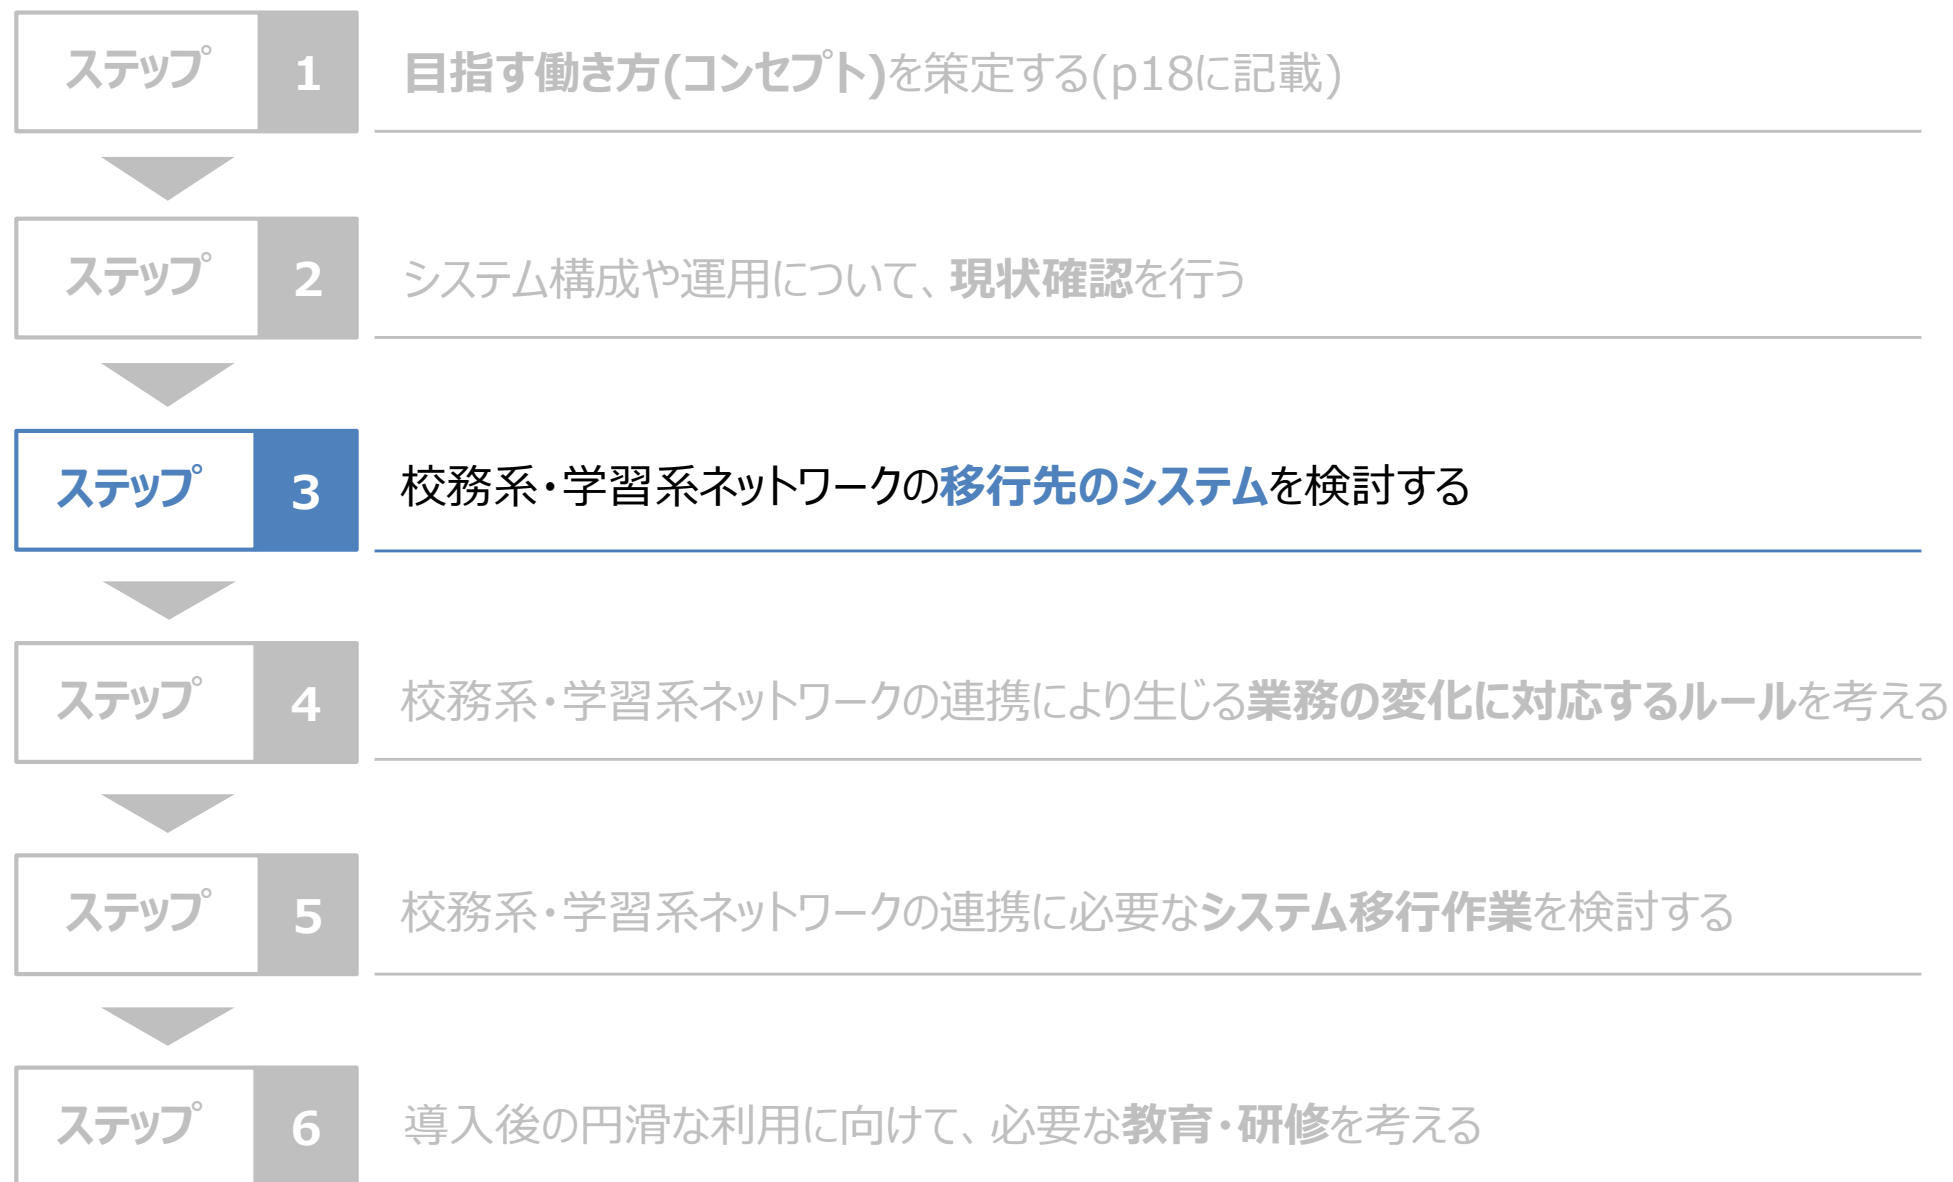 ステップ 1 目指す働き方(コンセプト)を策定する(p18に記載)
ステップ 2 システム構成や運用について、現状確認を行う
ステップ 3 校務系・学習系ネットワークの移行先のシステムを検討する
ステップ 4 校務系・学習系ネットワークの連携により生じる業務の変化に対応するルールを考える
ステップ 5 校務系・学習系ネットワークの連携に必要なシステム移行作業を検討する
ステップ 6 導入後の円滑な利用に向けて、必要な教育・研修を考える